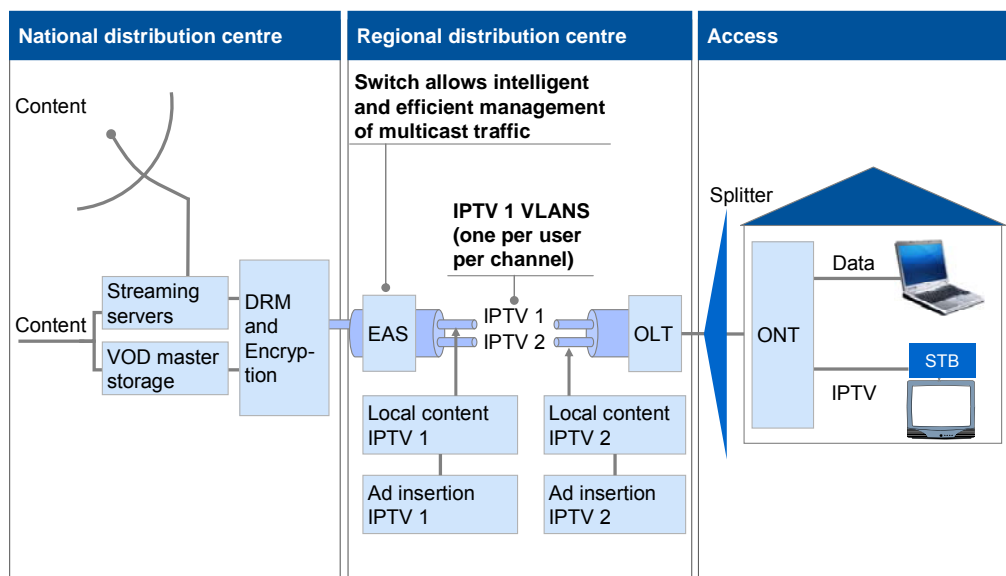 National distribution centre
Regional distribution centre
Access
Content
Content
Streaming
servers
VOD master
storage
DRM
and
Encryp-
tion
Switch allows intelligent
and efficient management
of multicast traffic
IPTV 1 VLANS
(one per user
per channel)
EAS
IPTV 1
IPTV 2
OLT
Local content
IPTV 1
Local content
IPTV 2
Ad insertion
IPTV 1
Ad insertion
IPTV 2
Splitter
ONT
Data
IPTV
STB